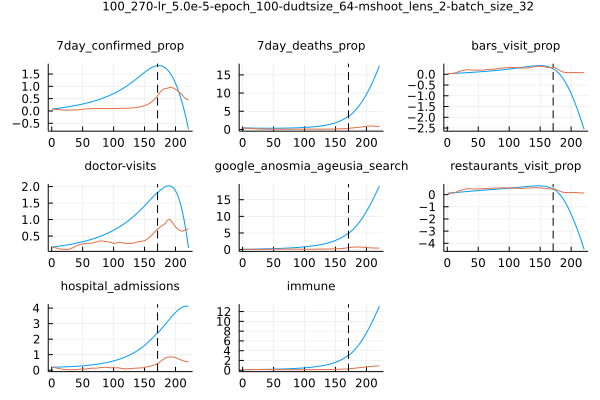 100_270-lr_5.0e-5-epoch_100-dudtsize_64-mshoot_lens_2-batch_size_32
7day_confirmed_prop
1.5
1.0
0.5
0.0
−0.5
0 50 100 150 200
7day_deaths_prop
15
10
5
0
0 50 100 150 200
bars_visit_prop
0.0
−0.5
−1.0
−1.5
−2.0
−2.5
0 50 100 150 200
doctor-visits
2.0
1.5
1.0
0.5
0 50 100 150 200
google_anosmia_ageusia_search
15
10
5
0
0 50 100 150 200
restaurants_visit_prop
0
−1
−2
−3
−4
0 50 100 150 200
hospital_admissions
4
3
2
1
0
0 50 100 150 200
immune
12
10
8
6
4
2
0
0 50 100 150 200